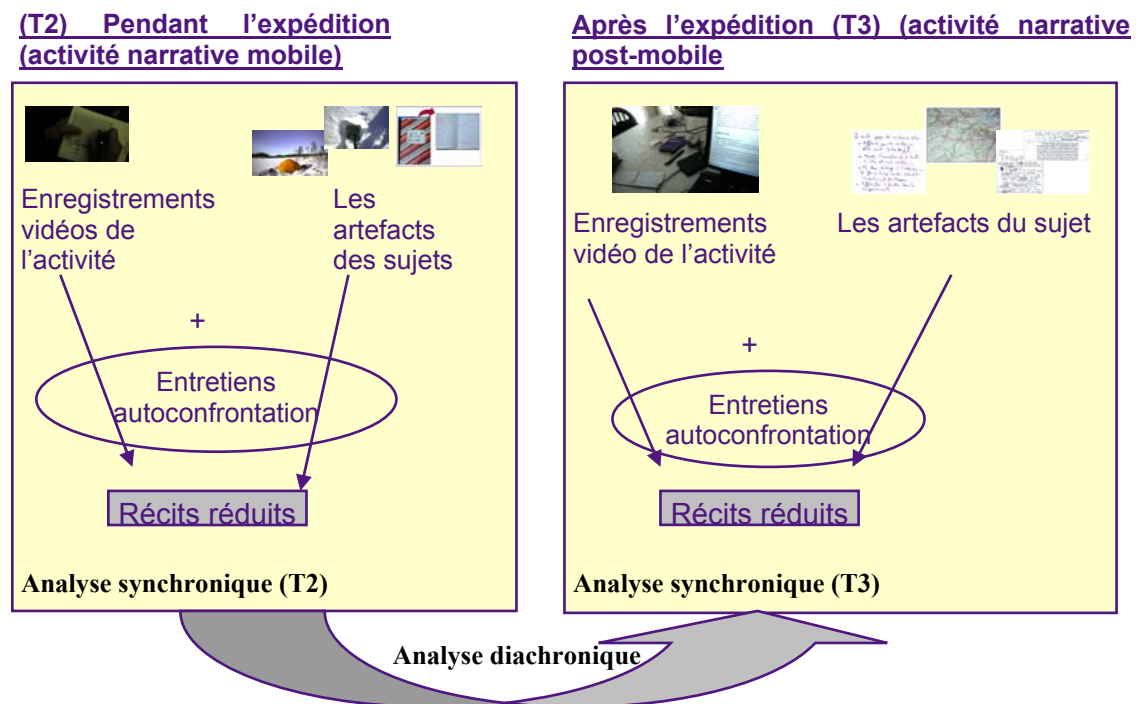 (T2) Pendant l'expédition
(activité narrative mobile)
Enregistrements
vidéos de
l'activité
Les
artefacts
des sujets
+
Entretiens
autoconfrontation
Récits réduits
Analyse synchronique (T2)
Après l'expédition (T3) (activité narrative
post-mobile
Enregistrements
vidéo de l'activité
Les artefacts du sujet
+
Entretiens
autoconfrontation
Récits réduits
Analyse synchronique (T3)
Analyse diachronique